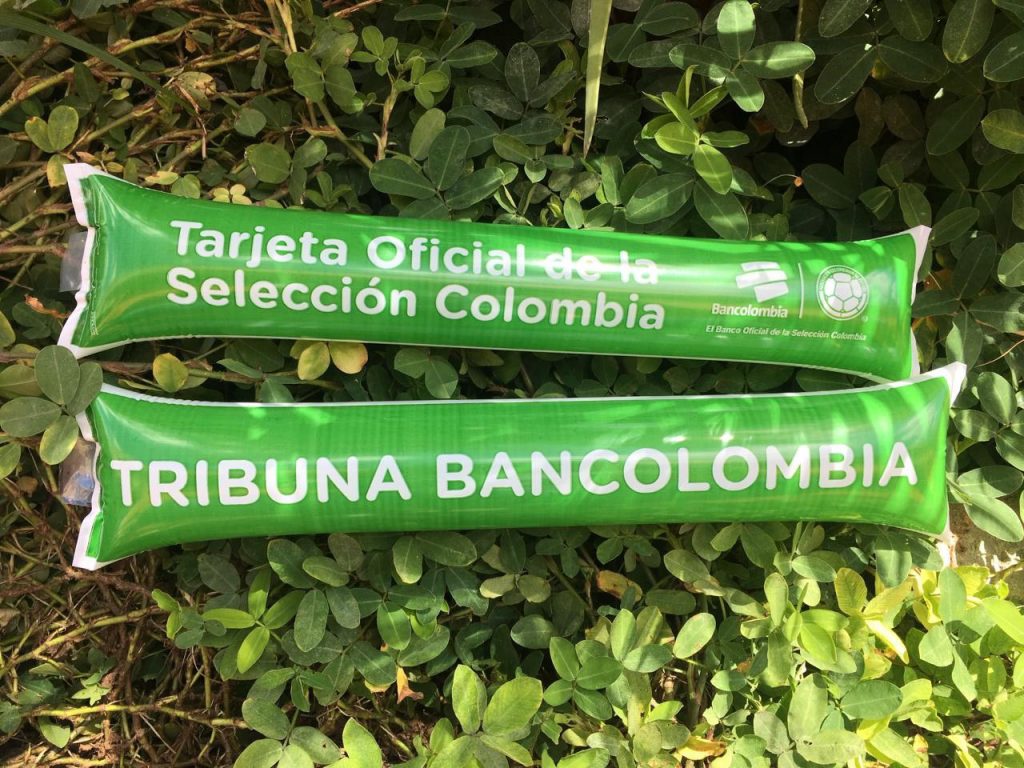 Tarjeta Oficial de la
Selección Colombia
Bancolombia
El Banco Oficial de la Selección Colombia
TRIBUNA BANCOLOMBIA